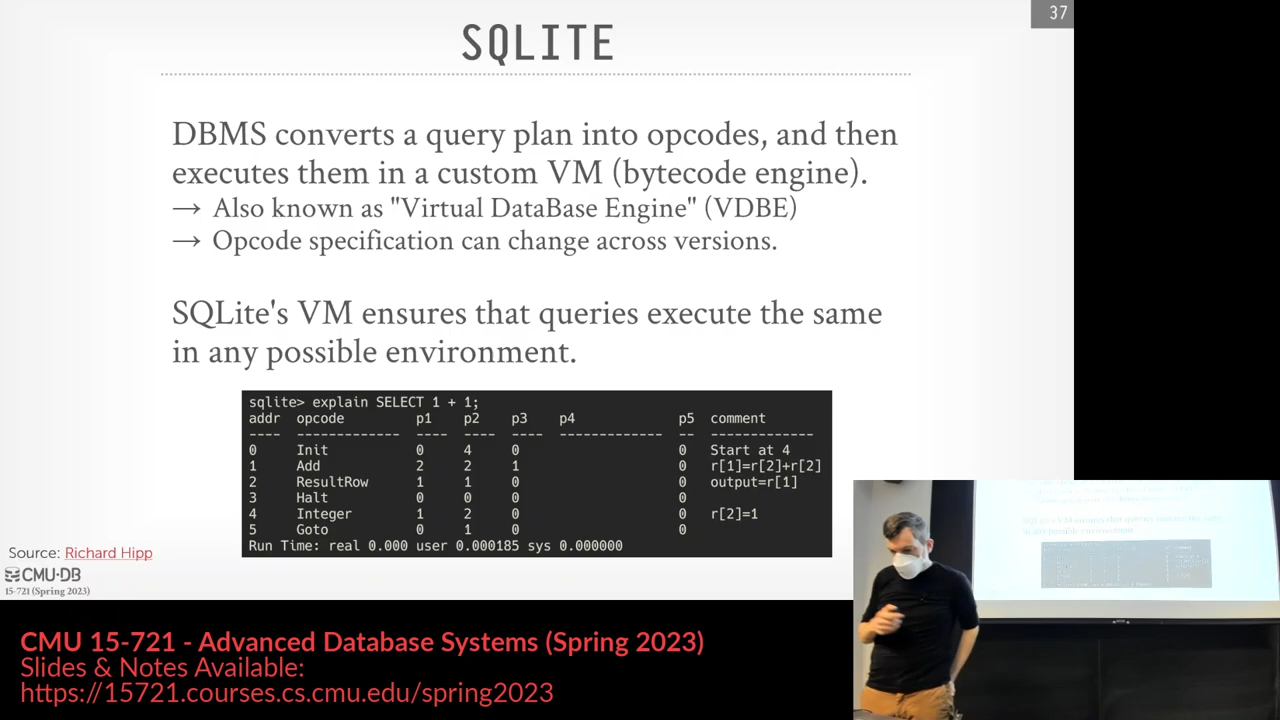 37
SQLITE
DBMS converts a query plan into opcodes, and then
executes them in a custom VM (bytecode engine).
→ Also known as "Virtual DataBase Engine" (VDBE)
→ Opcode specification can change across versions.
SQLite's VM ensures that queries execute the same
in any possible environment.
sqlite> explain SELECT 1 + 1;
addr opcode p1 p2 p3 p4 p5 comment
---- ------------- ---- ---- ---- ------------- -- -------------
0 Init 0 4 0 0 Start at 4
1 Add 2 2 1 0 r[1]=r[2]+r[2]
2 ResultRow 1 1 0 0 output=r[1]
3 Halt 0 0 0 0
4 Integer 1 2 0 0 r[2]=1
5 Goto 0 1 0 0
Run Time: real 0.000 user 0.000185 sys 0.000000
Source: Richard Hipp
CMU·DB
15-721 (Spring 2023)
CMU 15-721 - Advanced Database Systems (Spring 2023)
Slides & Notes Available:
https://15721.courses.cs.cmu.edu/spring2023